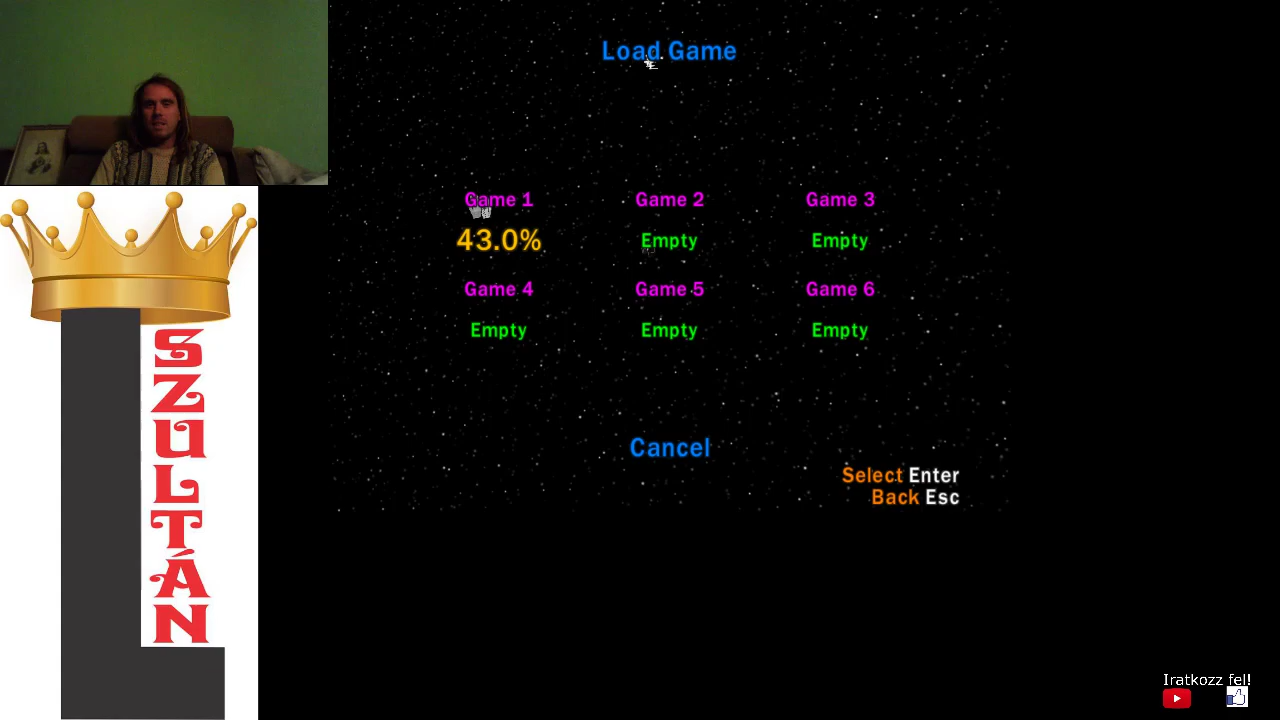 Load Game
Game 1 Game 2 Game 3
43.0% Empty Empty
Game 4 Game 5 Game 6
Empty Empty Empty
Cancel
Select Enter
Back Esc
L
SZULTÁN
Iratkozz fel!